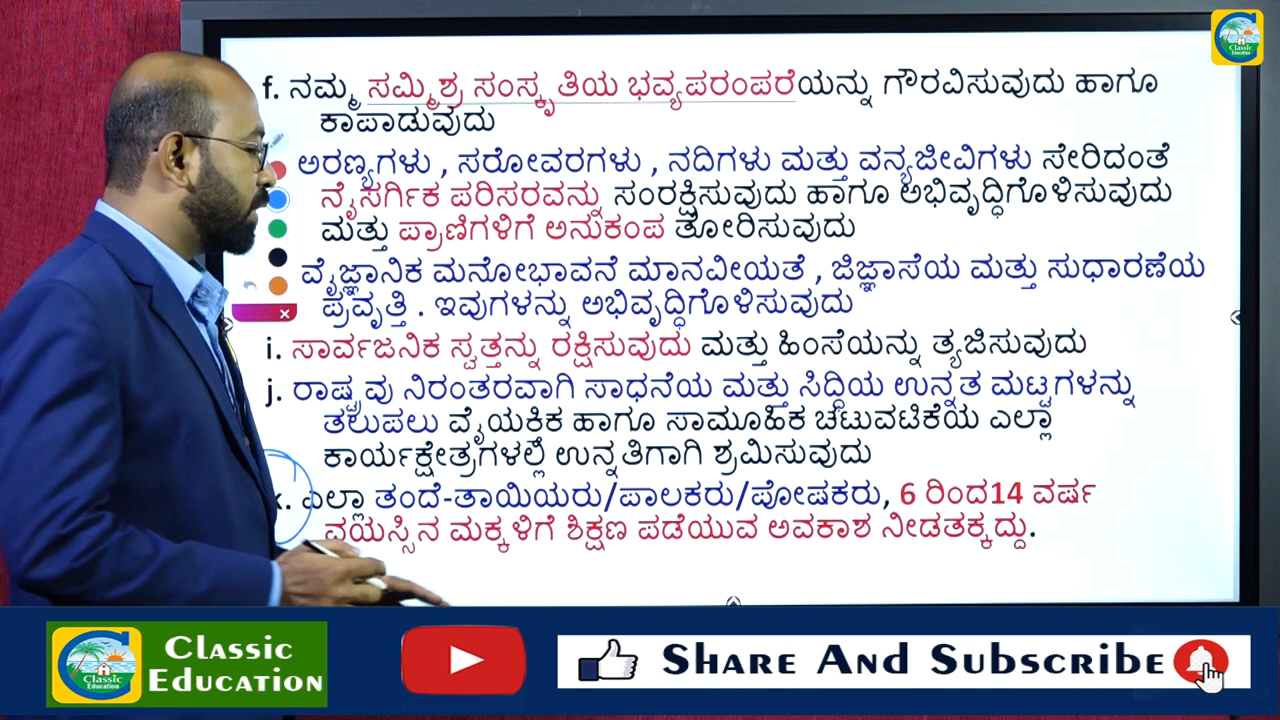 f. ನಮ್ಮ ಸಮ್ಮಿಶ್ರ ಸಂಸ್ಕೃತಿಯ ಭವ್ಯಪರಂಪರೆಯನ್ನು ಗೌರವಿಸುವುದು ಹಾಗೂ
ಕಾಪಾಡುವುದು
ಅರಣ್ಯಗಳು , ಸರೋವರಗಳು , ನದಿಗಳು ಮತ್ತು ವನ್ಯಜೀವಿಗಳು ಸೇರಿದಂತೆ
ನೈಸರ್ಗಿಕ ಪರಿಸರವನ್ನು ಸಂರಕ್ಷಿಸುವುದು ಹಾಗೂ ಅಭಿವೃದ್ಧಿಗೊಳಿಸುವುದು
ಮತ್ತು ಪ್ರಾಣಿಗಳಿಗೆ ಅನುಕಂಪ ತೋರಿಸುವುದು
ವೈಜ್ಞಾನಿಕ ಮನೋಭಾವನೆ ಮಾನವೀಯತೆ , ಜಿಜ್ಞಾಸೆಯ ಮತ್ತು ಸುಧಾರಣೆಯ
ಪ್ರವೃತ್ತಿ . ಇವುಗಳನ್ನು ಅಭಿವೃದ್ಧಿಗೊಳಿಸುವುದು
i. ಸಾರ್ವಜನಿಕ ಸ್ವತ್ತನ್ನು ರಕ್ಷಿಸುವುದು ಮತ್ತು ಹಿಂಸೆಯನ್ನು ತ್ಯಜಿಸುವುದು
j. ರಾಷ್ಟ್ರವು ನಿರಂತರವಾಗಿ ಸಾಧನೆಯ ಮತ್ತು ಸಿದ್ಧಿಯ ಉನ್ನತ ಮಟ್ಟಗಳನ್ನು
ತಲುಪಲು ವೈಯಕ್ತಿಕ ಹಾಗೂ ಸಾಮೂಹಿಕ ಚಟುವಟಿಕೆಯ ಎಲ್ಲಾ
ಕಾರ್ಯಕ್ಷೇತ್ರಗಳಲ್ಲಿ ಉನ್ನತಿಗಾಗಿ ಶ್ರಮಿಸುವುದು
k. ಎಲ್ಲಾ ತಂದೆ-ತಾಯಿಯರು/ಪಾಲಕರು/ಪೋಷಕರು, 6 ರಿಂದ14 ವರ್ಷ
ವಯಸ್ಸಿನ ಮಕ್ಕಳಿಗೆ ಶಿಕ್ಷಣ ಪಡೆಯುವ ಅವಕಾಶ ನೀಡತಕ್ಕದ್ದು.
Classic
Education
Classic
Education
Classic
Education
Share And Subscribe